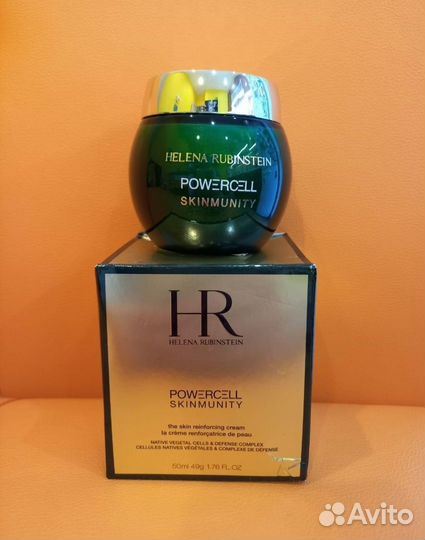 HELENA RUBINSTEIN
POWERCELL
SKINMUNITY
HR
HELENA RUBINSTEIN
POWERCELL
SKINMUNITY
the skin reinforcing cream
la crème renforçatrice de peau
NATIVE VEGETAL CELLS & DEFENSE COMPLEX
CELLULES NATIVES VÉGÉTALES & COMPLEXE DE DÉFENSE
50ml 49g 1.76 FL.OZ
Avito